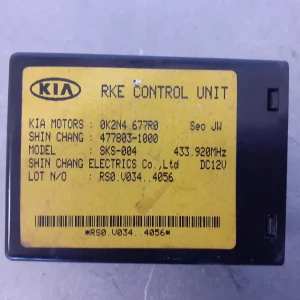 KIA RKE CONTROL UNIT
KIA MOTORS : 0K2N4 677R0 Seo JW
SHIN CHANG : 477803-1000
MODEL : SKS-004 433.920MHz
SHIN CHANG ELECTRICS Co.,Ltd DC12V
LOT N/O : RS0.V034..4056
*RS0.V034..4056*